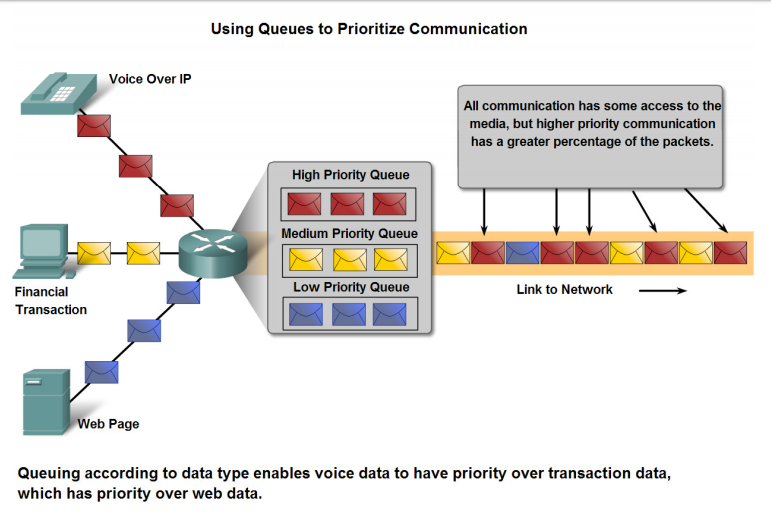 Using Queues to Prioritize Communication
Voice Over IP
All communication has some access to the
media, but higher priority communication
has a greater percentage of the packets.
High Priority Queue
Medium Priority Queue
Low Priority Queue
Financial
Transaction
Link to Network
Web Page
Queuing according to data type enables voice data to have priority over transaction data,
which has priority over web data.